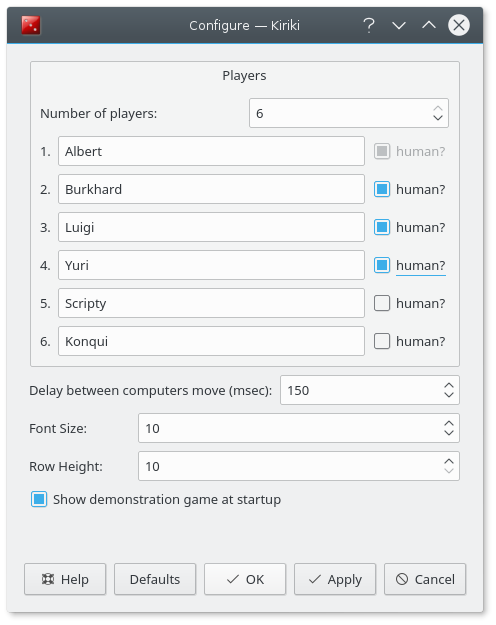 Configure — Kiriki
Players
Number of players: 6
1. Albert human?
2. Burkhard human?
3. Luigi human?
4. Yuri human?
5. Scripty human?
6. Konqui human?
Delay between computers move (msec): 150
Font Size: 10
Row Height: 10
Show demonstration game at startup
Help Defaults OK Apply Cancel